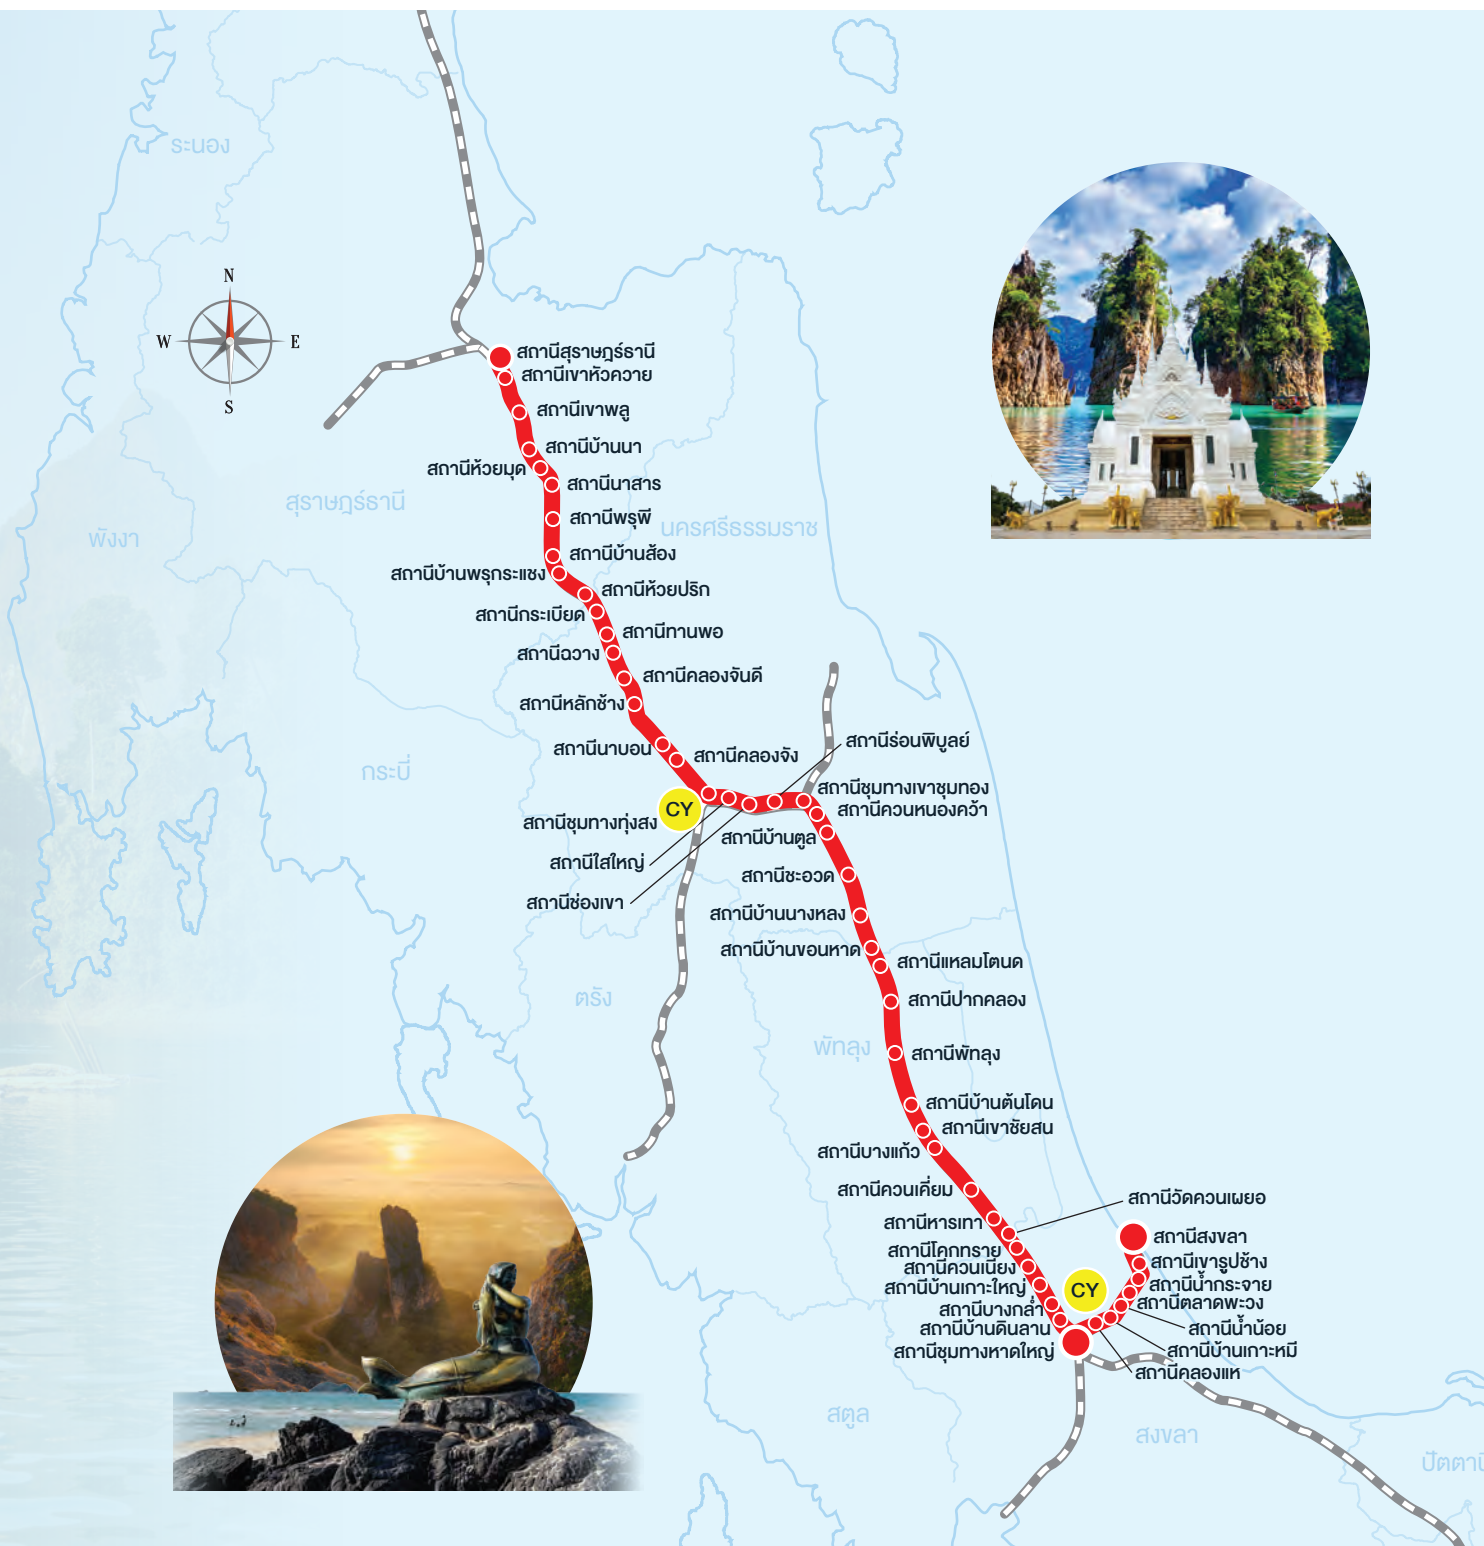 ระนอง
N
W
E
S
สถานีสุราษฎร์ธานี
สถานีเขาหัวควาย
สถานีเขาพลู
สถานีบ้านนา
สถานีห้วยมุด
สถานีนาสาร
สุราษฎร์ธานี
สถานีพรุพี
นครศรีธรรมราช
พังงา
สถานีบ้านส้อง
สถานีบ้านพรุกระแชง
สถานีห้วยปริก
สถานีกระเบียด
สถานีทานพอ
สถานีฉวาง
สถานีคลองจันดี
สถานีหลักช้าง
สถานีร่อนพิบูลย์
สถานีนาบอน
สถานีคลองจัง
กระบี่
สถานีชุมทางเขาชุมทอง
CY
สถานีควนหนองคว้า
สถานีชุมทางทุ่งสง
สถานีบ้านตูล
สถานีใสใหญ่
สถานีชะอวด
สถานีช่องเขา
สถานีบ้านนางหลง
สถานีบ้านขอนหาด
สถานีแหลมโตนด
ตรัง
สถานีปากคลอง
พัทลุง
สถานีพัทลุง
สถานีบ้านต้นโดน
สถานีเขาชัยสน
สถานีบางแก้ว
สถานีควนเคี่ยม
สถานีวัดควนเผยอ
สถานีหารเทา
สถานีสงขลา
สถานีโคกทราย
สถานีควนเนียง
สถานีเขารูปช้าง
สถานีบ้านเกาะใหญ่
CY
สถานีน้ำกระจาย
สถานีบางกล่ำ
สถานีตลาดพะวง
สถานีบ้านดินลาน
สถานีน้ำน้อย
สถานีชุมทางหาดใหญ่
สถานีบ้านเกาะหมี
สถานีคลองแห
สตูล
สงขลา
ปัตตานี